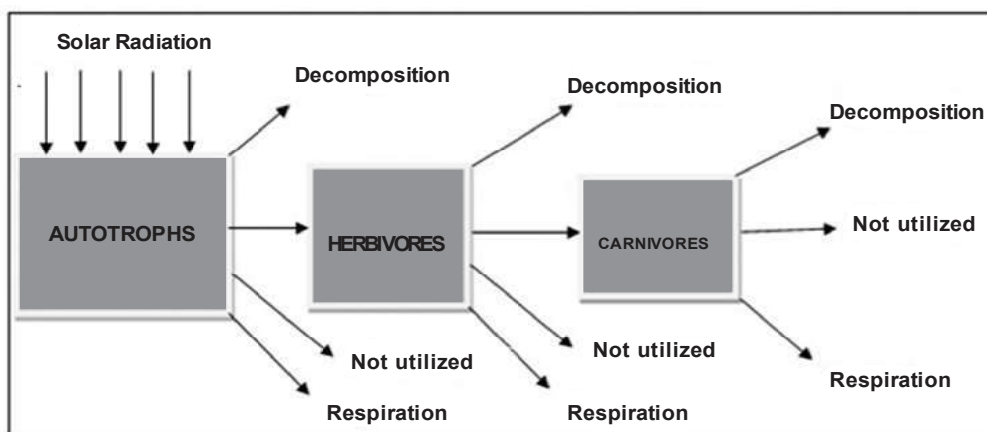 Solar Radiation
Decomposition
Decomposition
Decomposition
AUTOTROPHS
HERBIVORES
CARNIVORES
Not utilized
Not utilized
Not utilized
Respiration
Respiration
Respiration